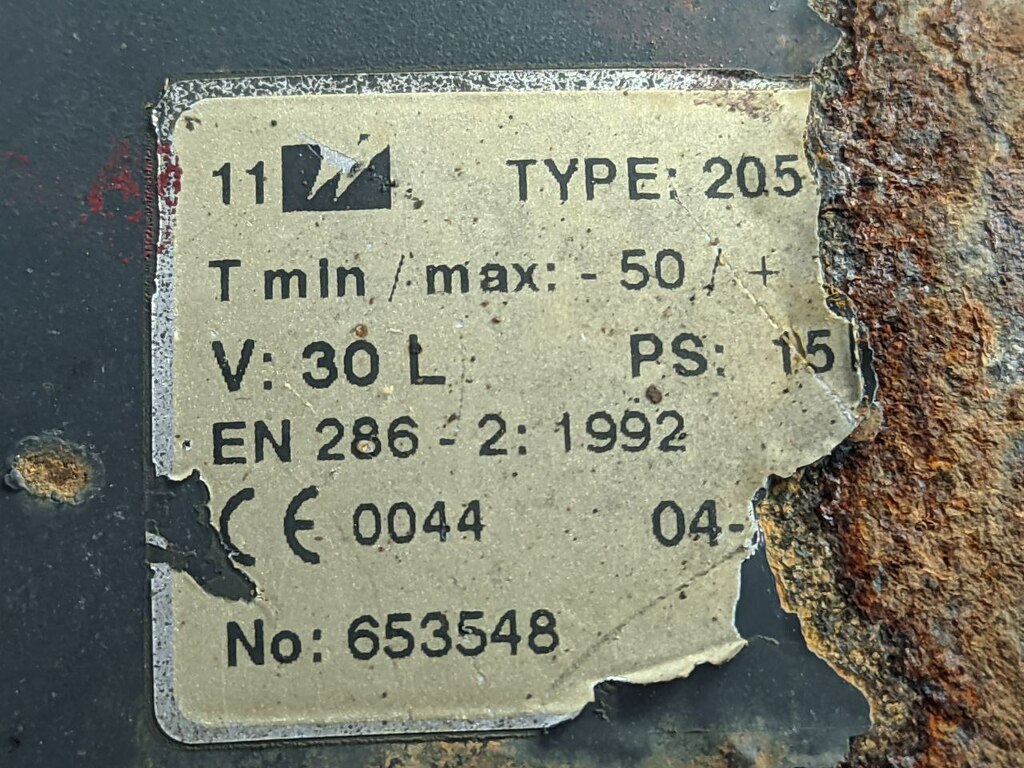 11 TYPE: 205
T min / max: - 50 / +
V: 30 L PS: 15
EN 286 - 2: 1992
CE 0044 04-
No: 653548